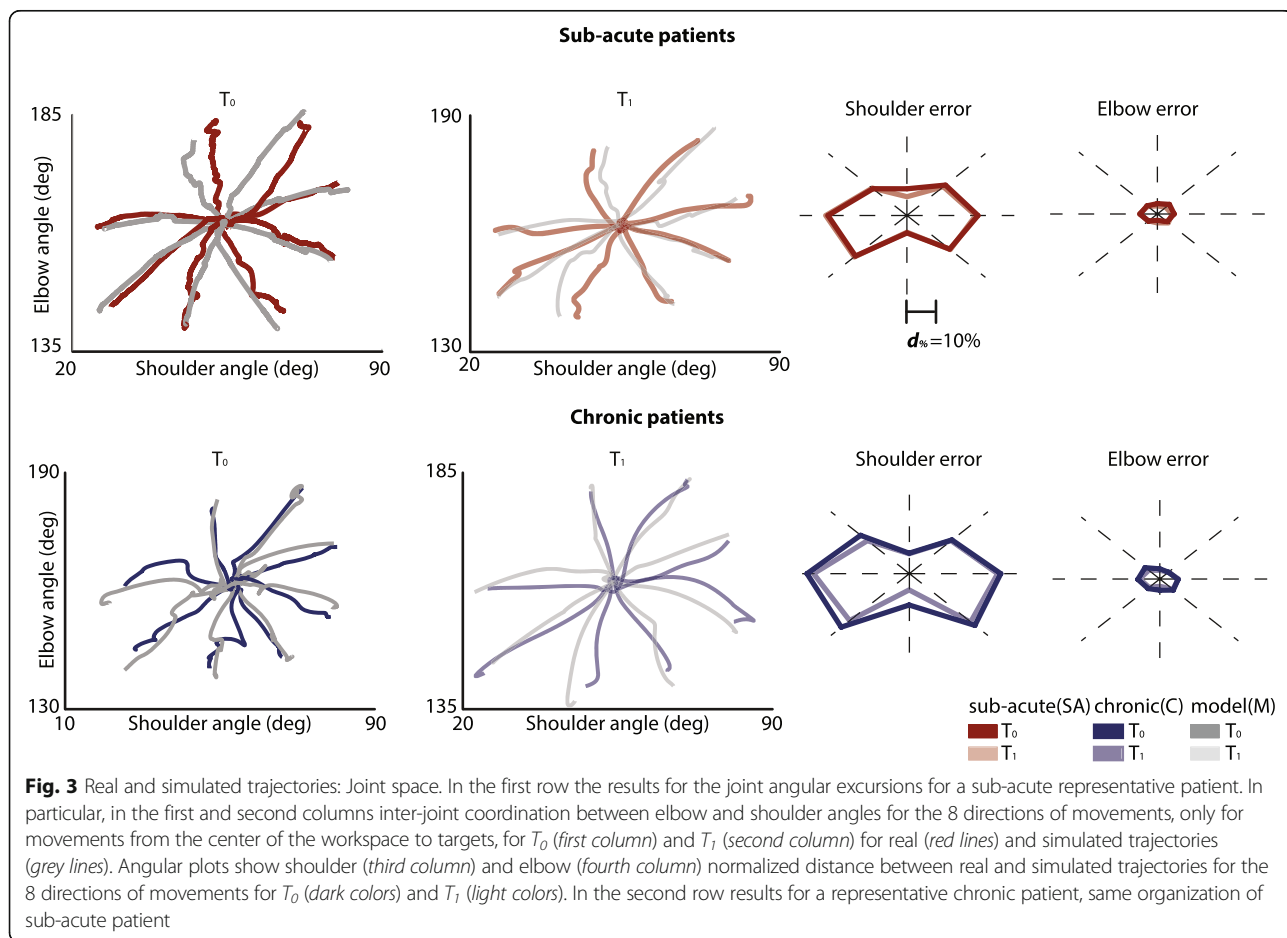 Sub-acute patients
T0
T1
Shoulder error
Elbow error
185
190
Elbow angle (deg)
135
130
20
Shoulder angle (deg)
90
20
Shoulder angle (deg)
90
d%=10%
Chronic patients
T0
T1
Shoulder error
Elbow error
190
185
Elbow angle (deg)
130
135
10
Shoulder angle (deg)
90
20
Shoulder angle (deg)
90
sub-acute(SA) chronic(C) model(M)
T0 T0 T0
T1 T1 T1
Fig. 3 Real and simulated trajectories: Joint space. In the first row the results for the joint angular excursions for a sub-acute representative patient. In
particular, in the first and second columns inter-joint coordination between elbow and shoulder angles for the 8 directions of movements, only for
movements from the center of the workspace to targets, for T0 (first column) and T1 (second column) for real (red lines) and simulated trajectories
(grey lines). Angular plots show shoulder (third column) and elbow (fourth column) normalized distance between real and simulated trajectories for the
8 directions of movements for T0 (dark colors) and T1 (light colors). In the second row results for a representative chronic patient, same organization of
sub-acute patient